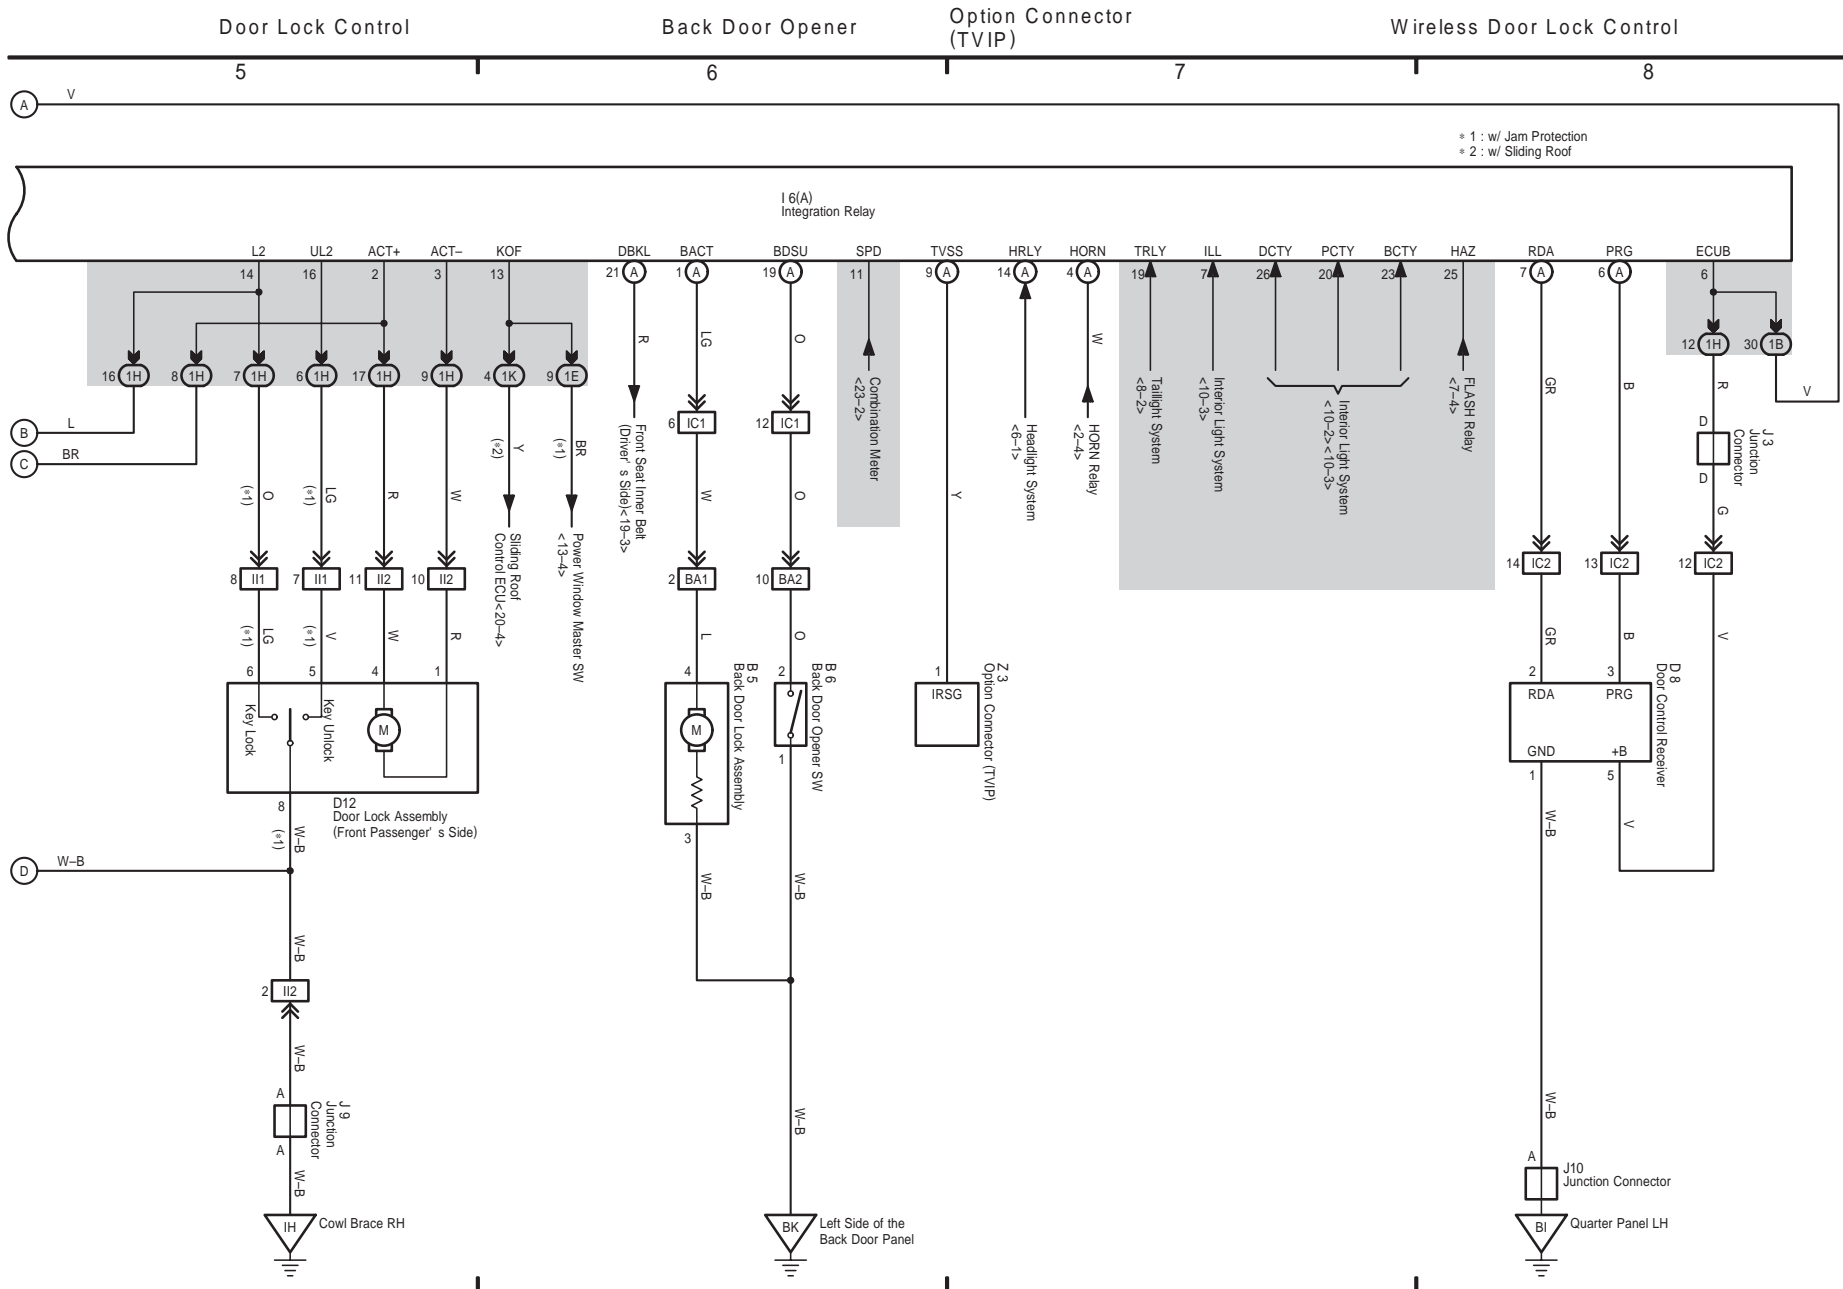 Door Lock Control
Back Door Opener
Option Connector
(TVIP)
Wireless Door Lock Control
5
6
7
8
A
V
* 1 : w/ Jam Protection
* 2 : w/ Sliding Roof
I 6(A)
Integration Relay
L2 UL2 ACT+ ACT– KOF DBKL BACT BDSU SPD TVSS HRLY HORN TRLY ILL DCTY PCTY BCTY HAZ RDA PRG ECUB
14 16 2 3 13 21 A 1 A 19 A 11 9 A 14 A 4 A 19 7 26 20 23 25 7 A 6 A 6
12 1H 30 1B
16 1H 8 1H 7 1H 6 1H 17 1H 9 1H 4 1K 9 1E
R LG O W GR B R V
B L
C BR
Combination Meter
<23–2>
Taillight System
<8–2>
Interior Light System
<10–3>
Interior Light System
<10–2><10–3>
FLASH Relay
<7–4>
Headlight System
<6–1>
HORN Relay
<2–4>
6 IC1 12 IC1
Y
(*2)
BR
(*1)
Front Seat Inner Belt
(Driver' s Side)<19–3>
D
J 3
Junction
Connector
D
O
(*1)
LG
(*1)
R W W O Y G
Sliding Roof
Control ECU<20–4>
Power Window Master SW
<13–4>
14 IC2 13 IC2 12 IC2
8 II1 7 II1 11 II2 10 II2 2 BA1 10 BA2
LG
(*1)
V
(*1)
W R L O GR B V
6 5 4 1 4 2 1 2 3
Key Lock
Key Unlock
M
M
B 5
Back Door Lock Assembly
B 6
Back Door Opener SW
IRSG
Z 3
Option Connector (TVIP)
RDA PRG
GND +B
D 8
Door Control Receiver
1 1 5
8
D12
Door Lock Assembly
(Front Passenger' s Side)
3
W–B
(*1)
W–B V
D W–B
W–B W–B
W–B
2 II2
W–B
W–B
W–B
A
J 9
Junction
Connector
A
W–B
A
J10
Junction Connector
IH Cowl Brace RH
BK Left Side of the
Back Door Panel
BI Quarter Panel LH